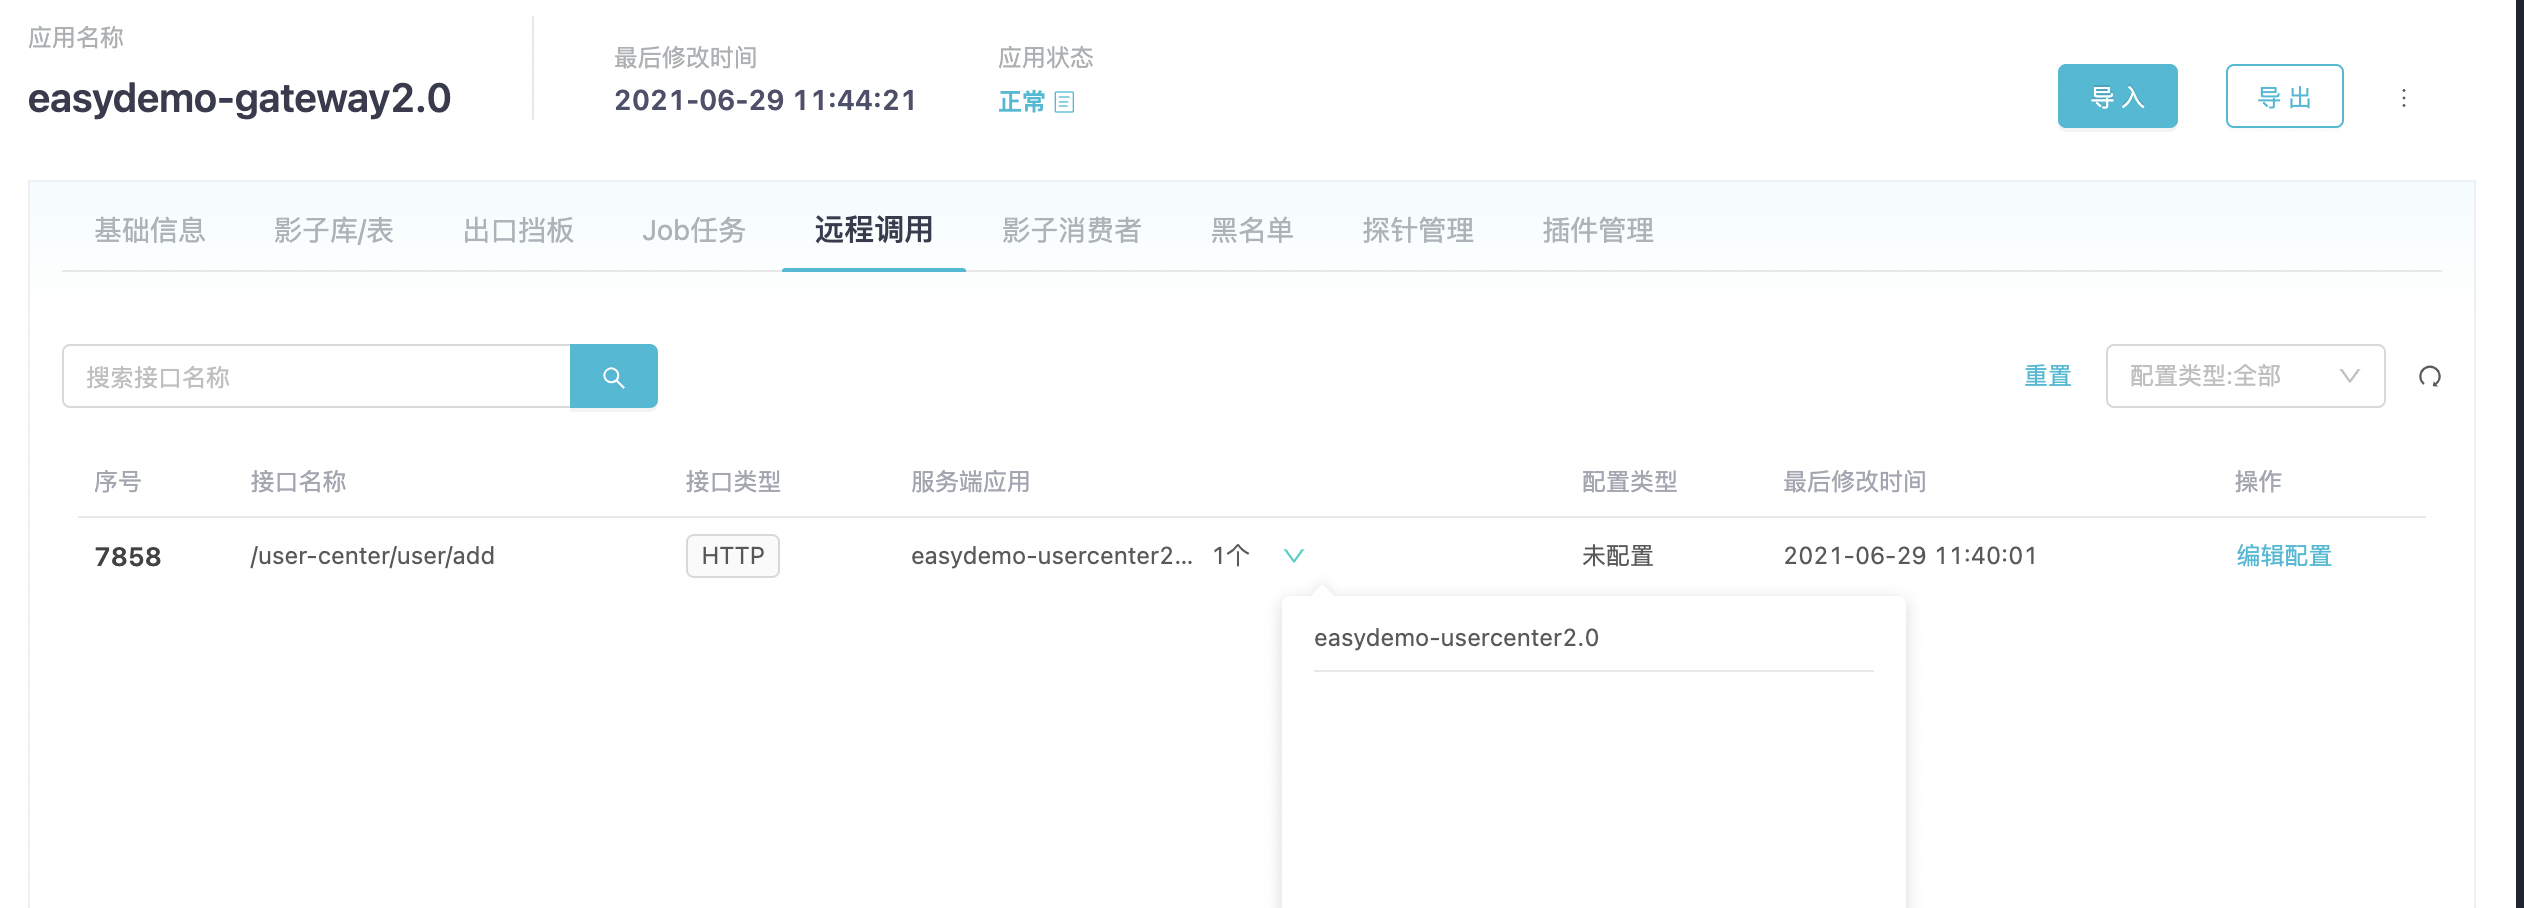 应用名称
easydemo-gateway2.0
最后修改时间
2021-06-29 11:44:21
应用状态
正常
导 入
导 出
基础信息 影子库/表 出口挡板 Job任务 远程调用 影子消费者 黑名单 探针管理 插件管理
搜索接口名称
重置
配置类型:全部
序号 接口名称 接口类型 服务端应用 配置类型 最后修改时间 操作
7858 /user-center/user/add HTTP easydemo-usercenter2... 1个 未配置 2021-06-29 11:40:01 编辑配置
easydemo-usercenter2.0